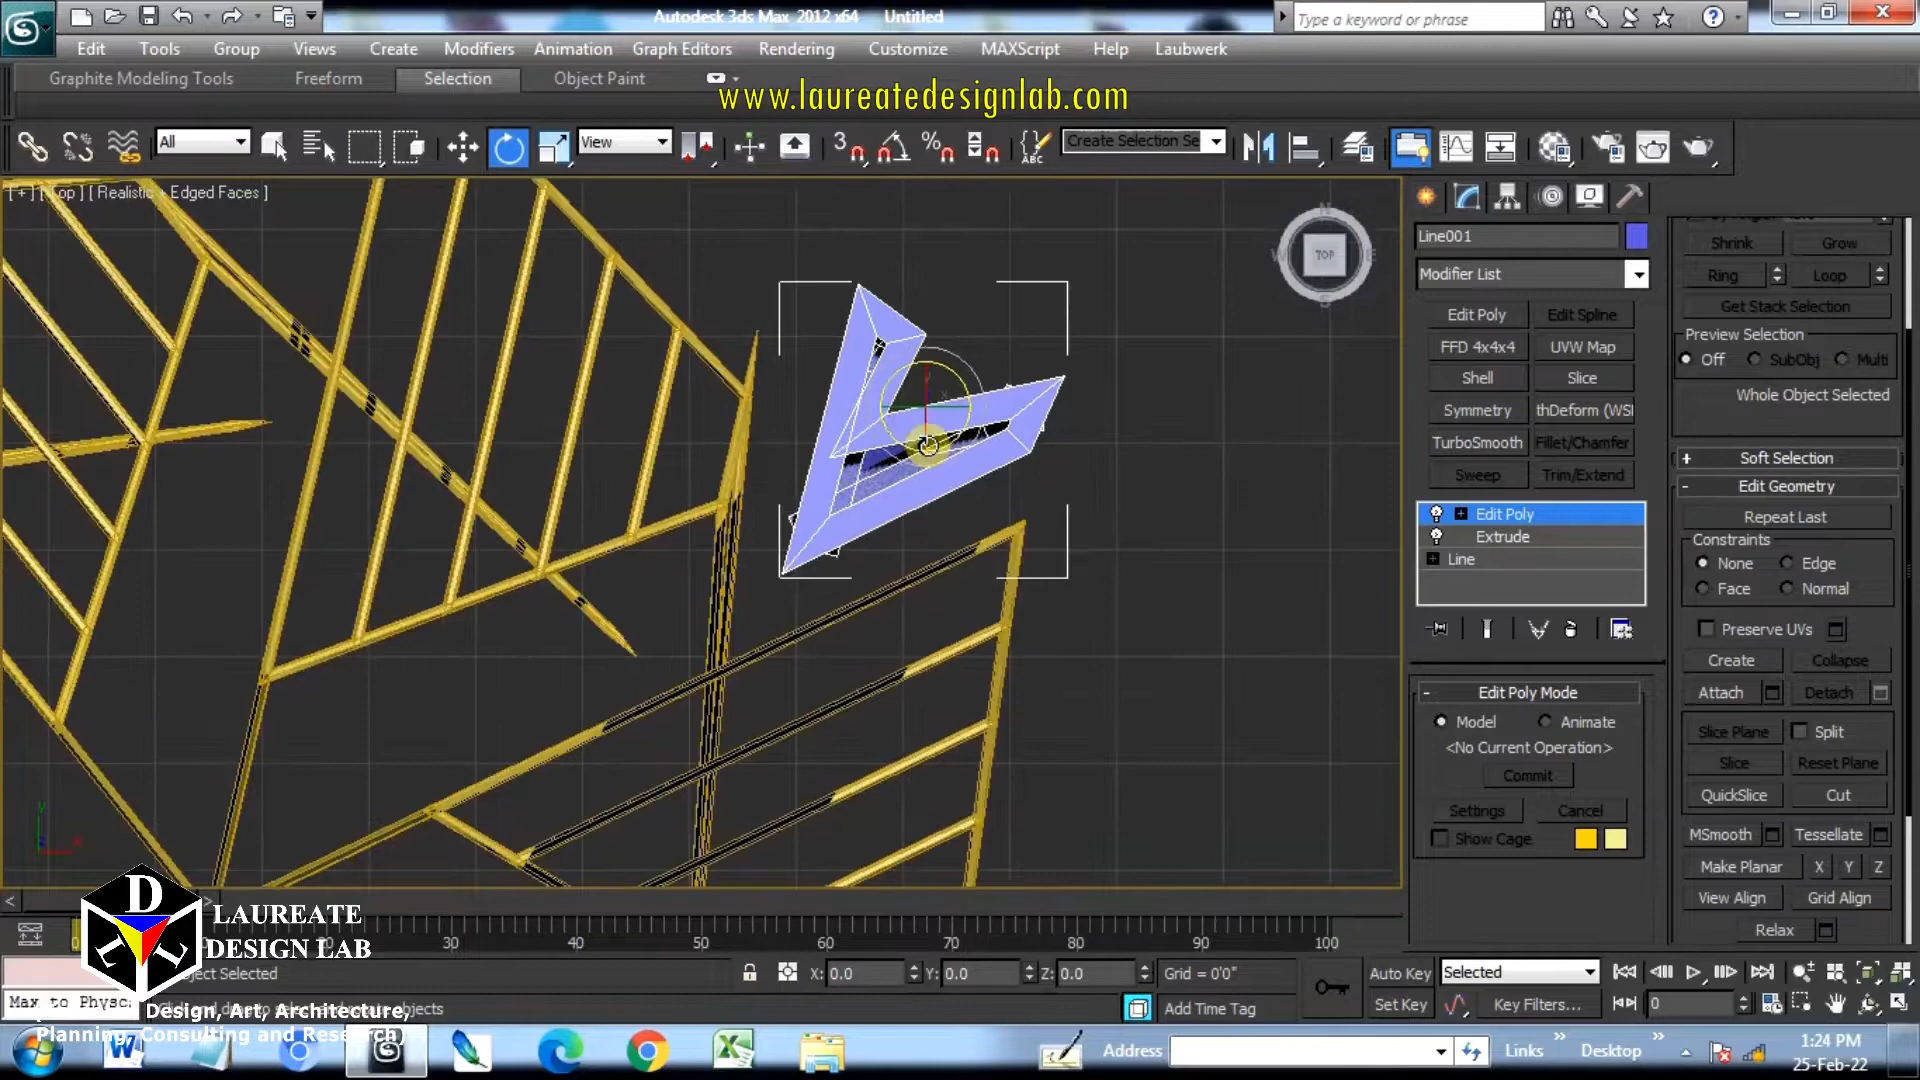 Autodesk 3ds Max 2012 x64 Untitled
Type a keyword or phrase
Edit Tools Group Views Create Modifiers Animation Graph Editors Rendering Customize MAXScript Help Laubwerk
Graphite Modeling Tools Freeform Selection Object Paint
www.laureatedesignlab.com
All View 3 % ABC Create Selection Se
[ + ] [ Top ] [ Realistic + Edged Faces ]
N
TOP
S
Line001
Modifier List
Edit Poly Edit Spline
FFD 4x4x4 UVW Map
Shell Slice
Symmetry thDeform (WSI
TurboSmooth Fillet/Chamfer
Sweep Trim/Extend
Edit Poly
Extrude
Line
Edit Poly Mode
Model Animate
<No Current Operation>
Commit
Settings Cancel
Show Cage
Shrink Grow
Ring Loop
Get Stack Selection
Preview Selection
Off SubObj Multi
Whole Object Selected
Soft Selection
Edit Geometry
Repeat Last
Constraints
None Edge
Face Normal
Preserve UVs
Create Collapse
Attach Detach
Slice Plane Split
Slice Reset Plane
QuickSlice Cut
MSmooth Tessellate
Make Planar X Y Z
View Align Grid Align
Relax
30 40 50 60 70 80 90 100
D
LAUREATE
DESIGN LAB
Design, Art, Architecture,
Planning, Consulting and Research)
ject Selected
X: 0.0 Y: 0.0 Z: 0.0 Grid = 0'0"
Auto Key Selected
Max to Physc
Add Time Tag
Set Key Key Filters... 0
Address Links Desktop
1:24 PM
25-Feb-22